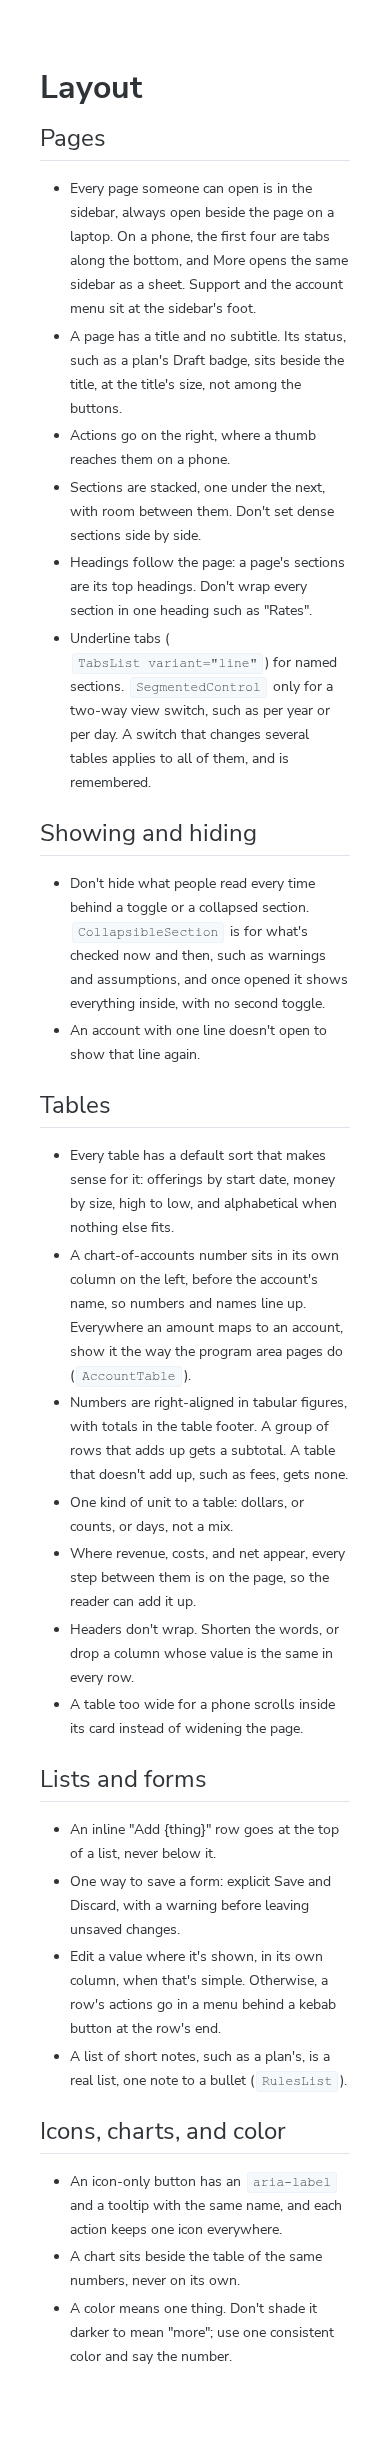 Layout
Pages
• Every page someone can open is in the
sidebar, always open beside the page on a
laptop. On a phone, the first four are tabs
along the bottom, and More opens the same
sidebar as a sheet. Support and the account
menu sit at the sidebar's foot.
• A page has a title and no subtitle. Its status,
such as a plan's Draft badge, sits beside the
title, at the title's size, not among the
buttons.
• Actions go on the right, where a thumb
reaches them on a phone.
• Sections are stacked, one under the next,
with room between them. Don't set dense
sections side by side.
• Headings follow the page: a page's sections
are its top headings. Don't wrap every
section in one heading such as "Rates".
• Underline tabs (
TabsList variant="line") for named
sections. SegmentedControl only for a
two-way view switch, such as per year or
per day. A switch that changes several
tables applies to all of them, and is
remembered.
Showing and hiding
• Don't hide what people read every time
behind a toggle or a collapsed section.
CollapsibleSection is for what's
checked now and then, such as warnings
and assumptions, and once opened it shows
everything inside, with no second toggle.
• An account with one line doesn't open to
show that line again.
Tables
• Every table has a default sort that makes
sense for it: offerings by start date, money
by size, high to low, and alphabetical when
nothing else fits.
• A chart-of-accounts number sits in its own
column on the left, before the account's
name, so numbers and names line up.
Everywhere an amount maps to an account,
show it the way the program area pages do
(AccountTable).
• Numbers are right-aligned in tabular figures,
with totals in the table footer. A group of
rows that adds up gets a subtotal. A table
that doesn't add up, such as fees, gets none.
• One kind of unit to a table: dollars, or
counts, or days, not a mix.
• Where revenue, costs, and net appear, every
step between them is on the page, so the
reader can add it up.
• Headers don't wrap. Shorten the words, or
drop a column whose value is the same in
every row.
• A table too wide for a phone scrolls inside
its card instead of widening the page.
Lists and forms
• An inline "Add {thing}" row goes at the top
of a list, never below it.
• One way to save a form: explicit Save and
Discard, with a warning before leaving
unsaved changes.
• Edit a value where it's shown, in its own
column, when that's simple. Otherwise, a
row's actions go in a menu behind a kebab
button at the row's end.
• A list of short notes, such as a plan's, is a
real list, one note to a bullet (RulesList).
Icons, charts, and color
• An icon-only button has an aria-label
and a tooltip with the same name, and each
action keeps one icon everywhere.
• A chart sits beside the table of the same
numbers, never on its own.
• A color means one thing. Don't shade it
darker to mean "more"; use one consistent
color and say the number.